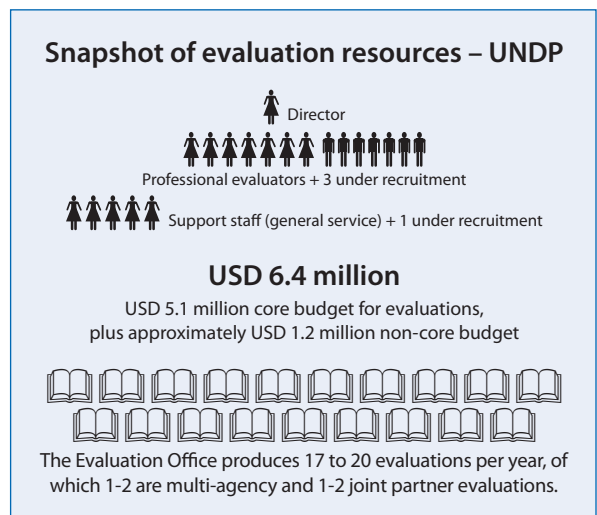 Snapshot of evaluation resources – UNDP
Director
Professional evaluators + 3 under recruitment
Support staff (general service) + 1 under recruitment
USD 6.4 million
USD 5.1 million core budget for evaluations,
plus approximately USD 1.2 million non-core budget
The Evaluation Office produces 17 to 20 evaluations per year, of
which 1-2 are multi-agency and 1-2 joint partner evaluations.